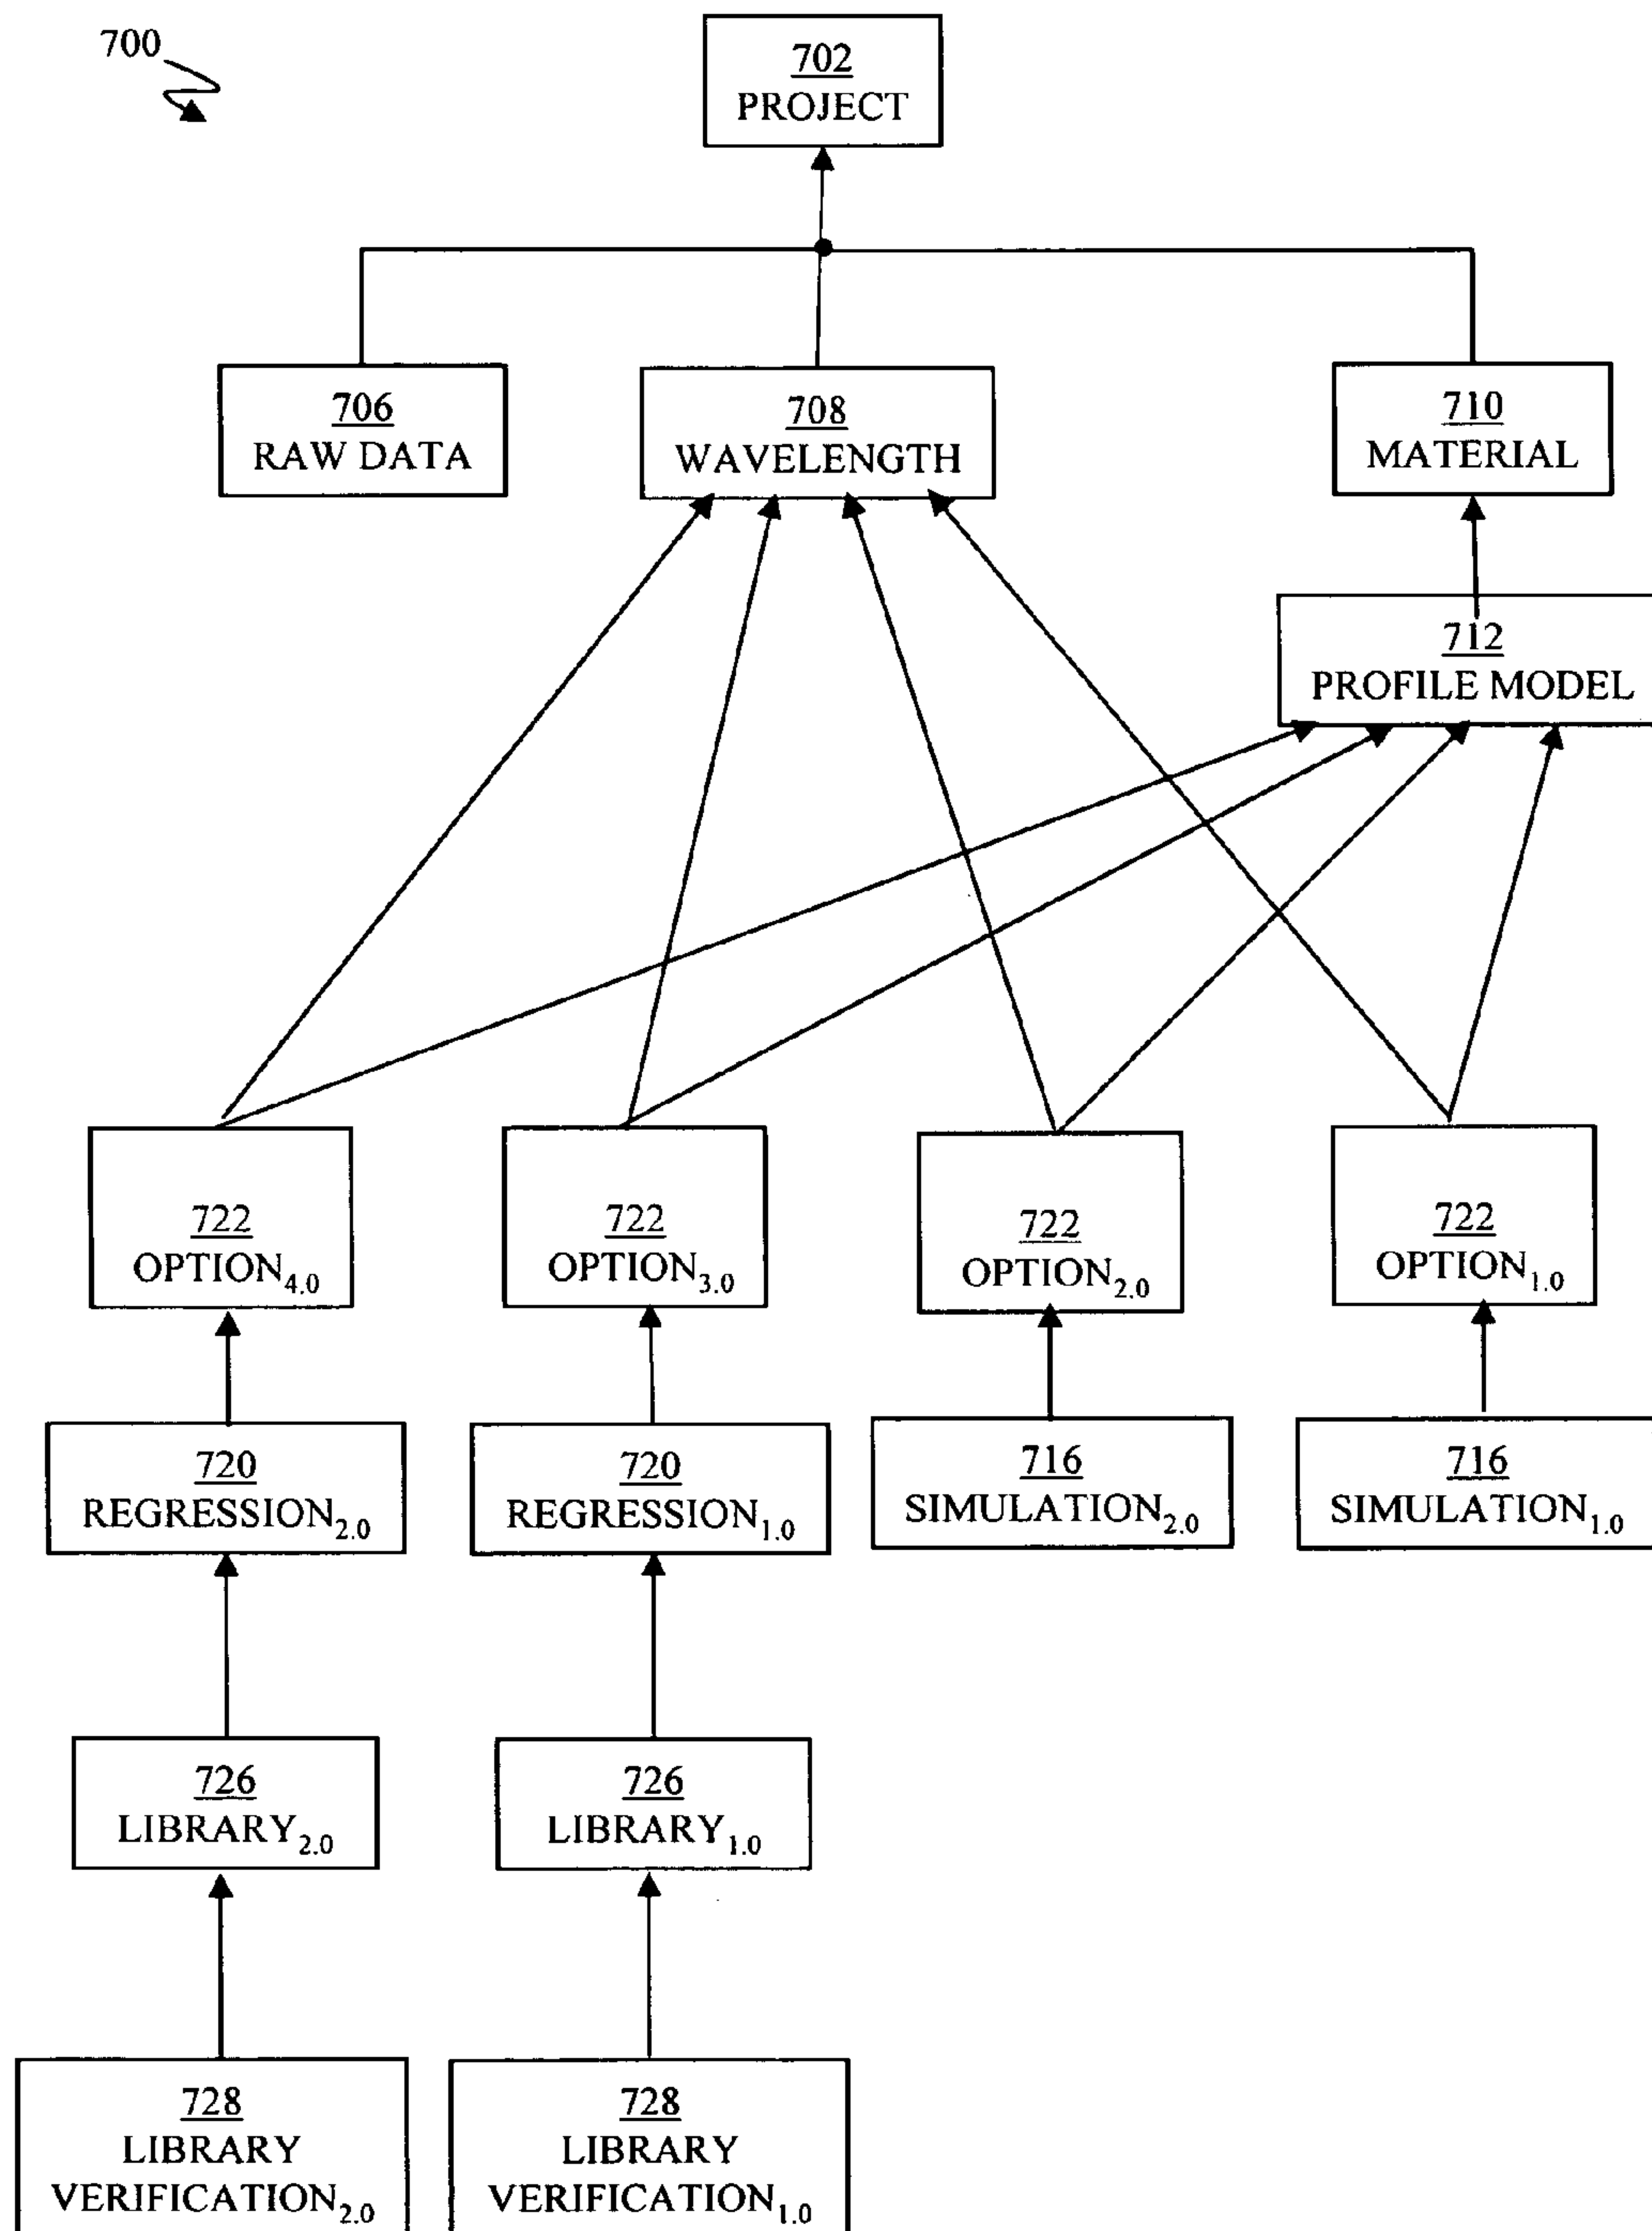 700
702
PROJECT
706
RAW DATA
708
WAVELENGTH
710
MATERIAL
712
PROFILE MODEL
722
OPTION4.0
722
OPTION3.0
722
OPTION2.0
722
OPTION1.0
720
REGRESSION2.0
720
REGRESSION1.0
716
SIMULATION2.0
716
SIMULATION1.0
726
LIBRARY2.0
726
LIBRARY1.0
728
LIBRARY
VERIFICATION2.0
728
LIBRARY
VERIFICATION1.0